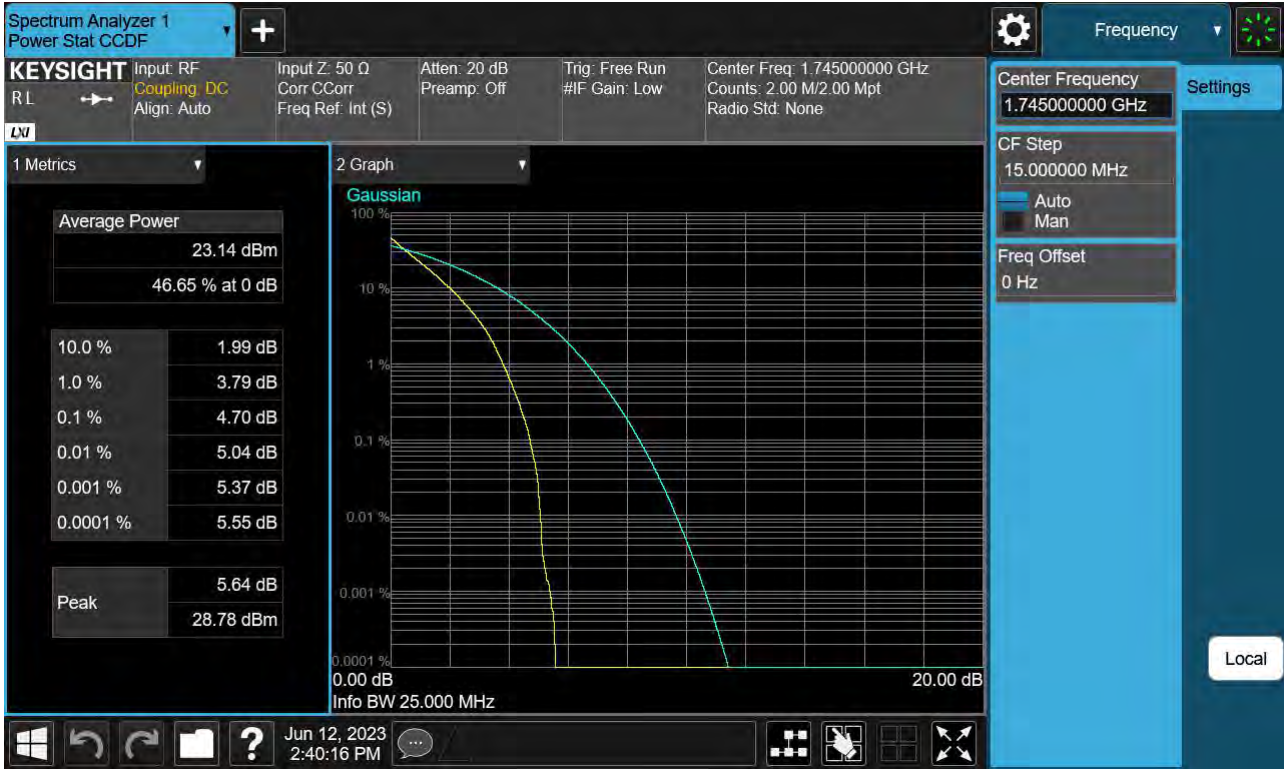 Spectrum Analyzer 1
Power Stat CCDF
+
Frequency
KEYSIGHT
RL
LXI
Input: RF
Coupling: DC
Align: Auto
Input Z: 50 Ω
Corr CCorr
Freq Ref: Int (S)
Atten: 20 dB
Preamp: Off
Trig: Free Run
#IF Gain: Low
Center Freq: 1.745000000 GHz
Counts: 2.00 M/2.00 Mpt
Radio Std: None
Center Frequency
1.745000000 GHz
Settings
CF Step
15.000000 MHz
Auto
Man
Freq Offset
0 Hz
Local
1 Metrics
Average Power
23.14 dBm
46.65 % at 0 dB
10.0 % 1.99 dB
1.0 % 3.79 dB
0.1 % 4.70 dB
0.01 % 5.04 dB
0.001 % 5.37 dB
0.0001 % 5.55 dB
Peak
5.64 dB
28.78 dBm
2 Graph
Gaussian
100 %
10 %
1 %
0.1 %
0.01 %
0.001 %
0.0001 %
0.00 dB
20.00 dB
Info BW 25.000 MHz
?
Jun 12, 2023
2:40:16 PM